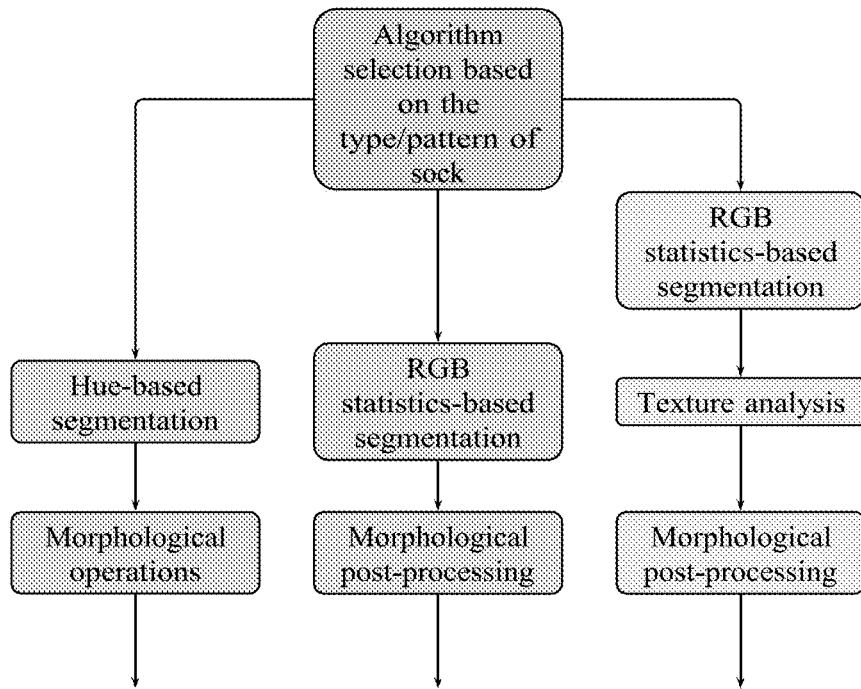 Algorithm
selection based
on the
type/pattern of
sock
Hue-based
segmentation
Morphological
operations
RGB
statistics-based
segmentation
Morphological
post-processing
RGB
statistics-based
segmentation
Texture analysis
Morphological
post-processing